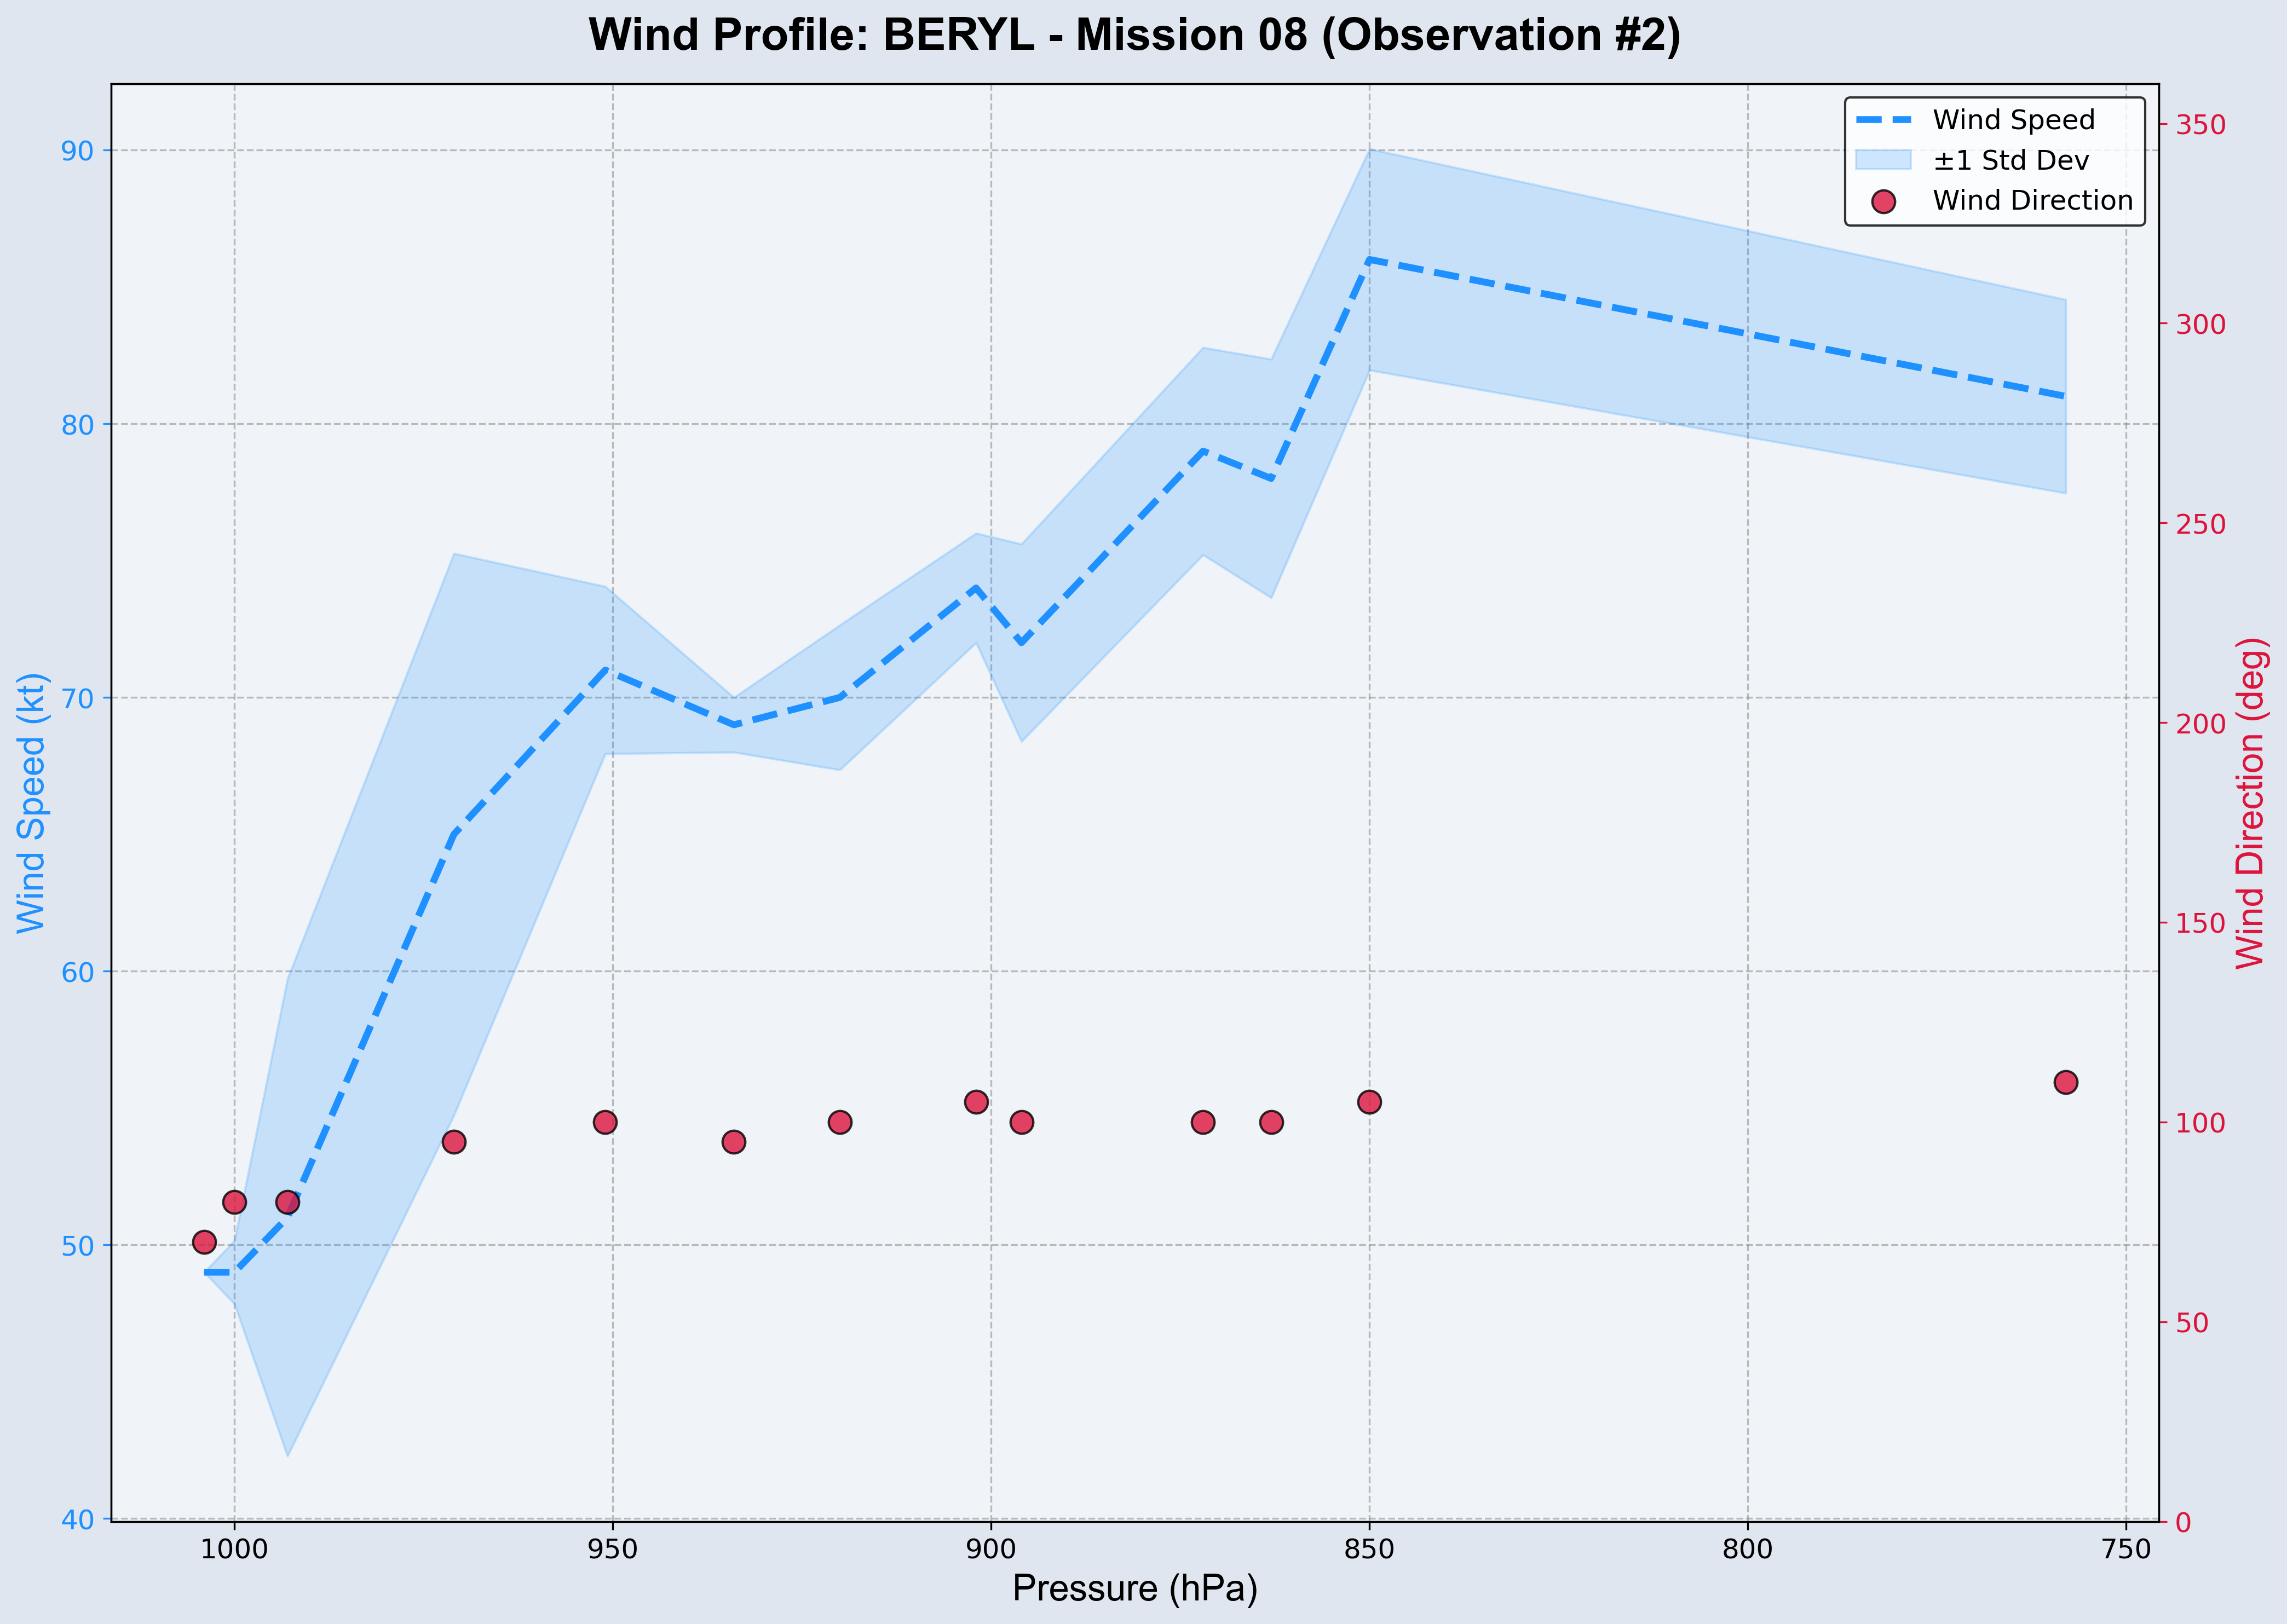 Wind Profile: BERYL - Mission 08 (Observation #2)
Wind Speed
±1 Std Dev
Wind Direction
90
80
70
60
50
40
Wind Speed (kt)
350
300
250
200
150
100
50
0
Wind Direction (deg)
1000 950 900 850 800 750
Pressure (hPa)